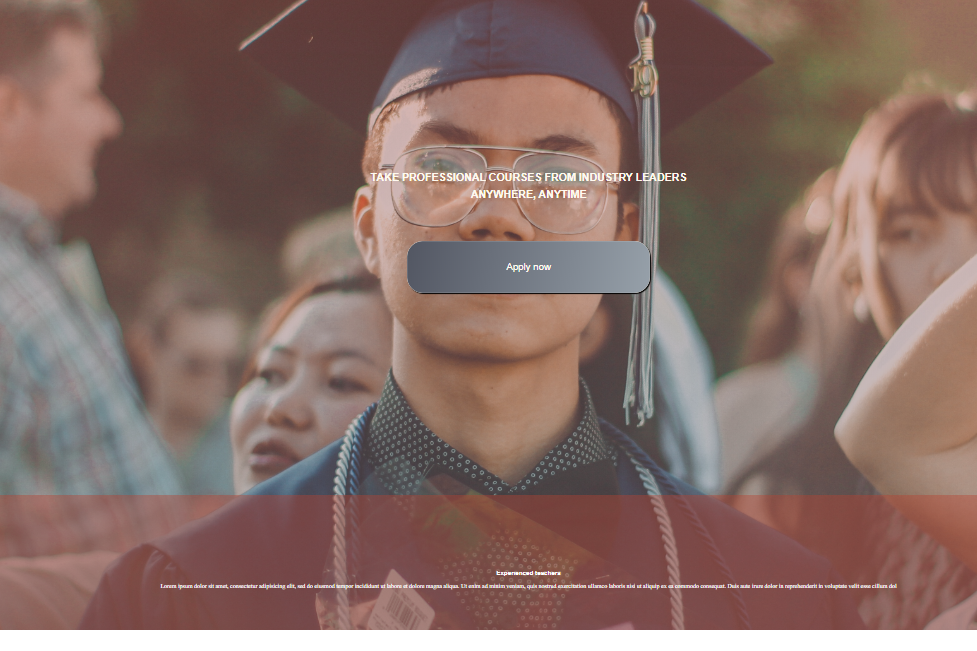 TAKE PROFESSIONAL COURSES FROM INDUSTRY LEADERS
ANYWHERE, ANYTIME
Apply now
Experienced teachers
Lorem ipsum dolor sit amet, consectetur adipisicing elit, sed do eiusmod tempor incididunt ut labore et dolore magna aliqua. Ut enim ad minim veniam, quis nostrud exercitation ullamco laboris nisi ut aliquip ex ea commodo consequat. Duis aute irure dolor in reprehenderit in voluptate velit esse cillum dol